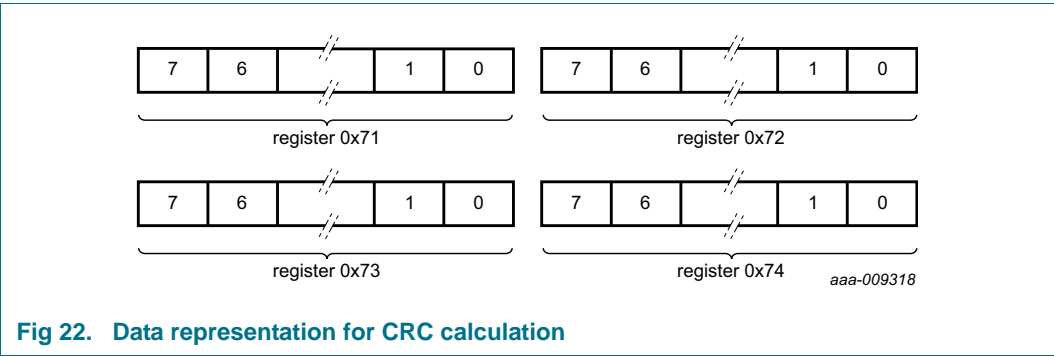 7 6 1 0 7 6 1 0
register 0x71 register 0x72
7 6 1 0 7 6 1 0
register 0x73 register 0x74
aaa-009318
Fig 22. Data representation for CRC calculation